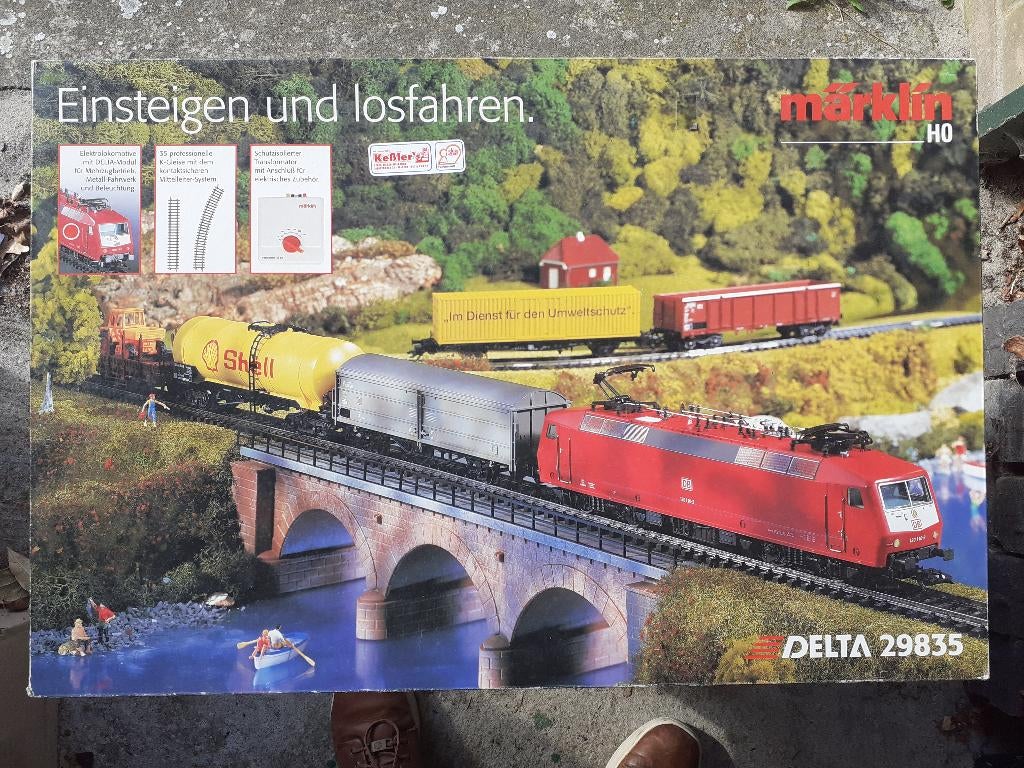 Einsteigen und losfahren.
märklin
H0
Elektrolokomotive
mit DELTA-Modul
für Mehrzugbetrieb,
Metall-Fahrwerk
und Beleuchtung.
35 professionelle
K-Gleise mit dem
kontaktsicheren
Mittelleiter-System
Schutzisolierter
Transformator
mit Anschluß für
elektrisches Zubehör.
märklin
Keßler
„Im Dienst für den Umweltschutz“.
Shell
DB
DB
DELTA 29835